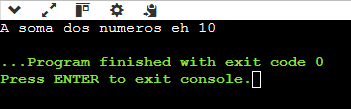 A soma dos numeros eh 10
...Program finished with exit code 0
Press ENTER to exit console.